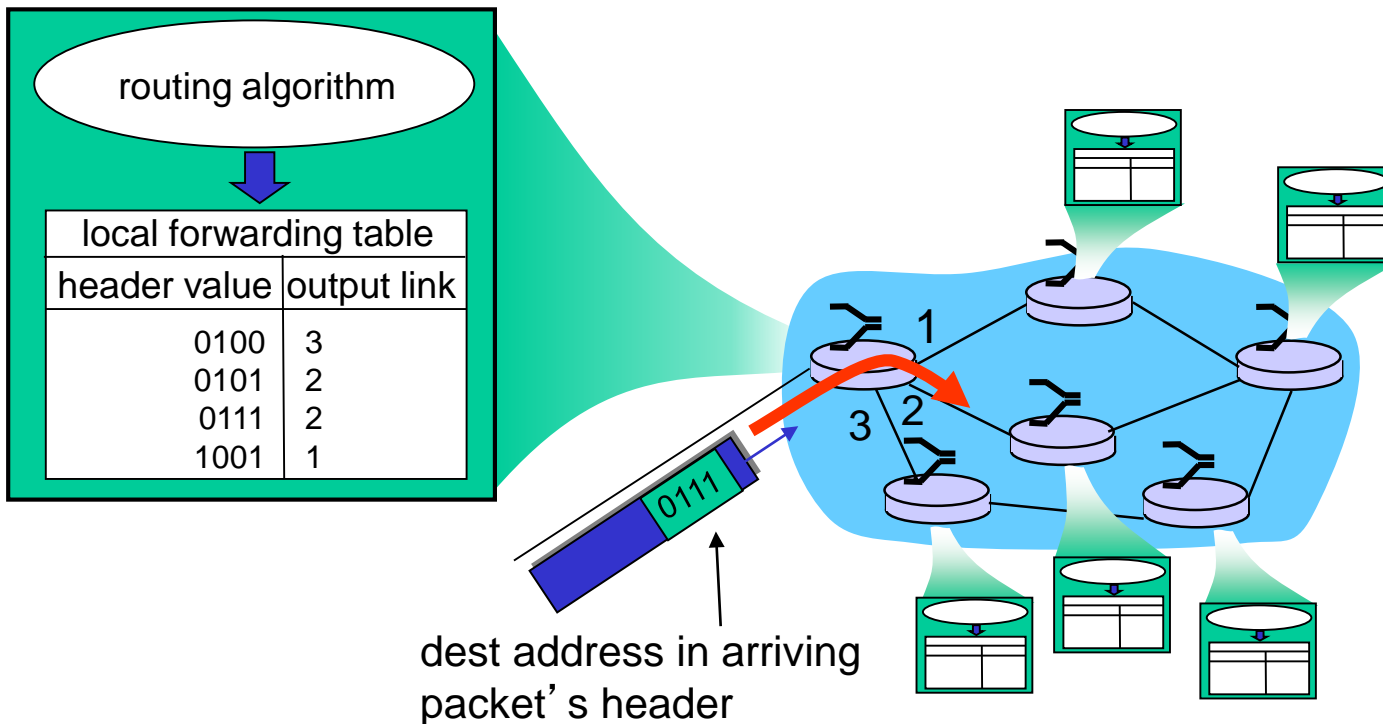 routing algorithm
local forwarding table
header value output link
0100 3
0101 2
0111 2
1001 1
1
2
3
0111
dest address in arriving
packet’ s header